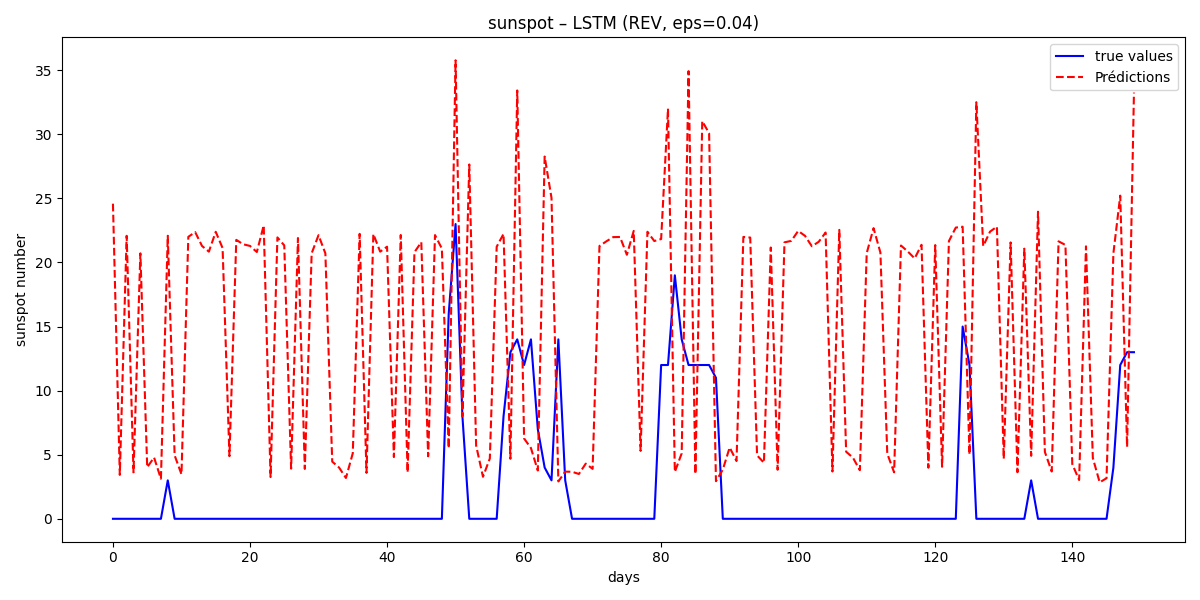 sunspot – LSTM (REV, eps=0.04)
true values
Prédictions
sunspot number
35
30
25
20
15
10
5
0
0 20 40 60 80 100 120 140
days